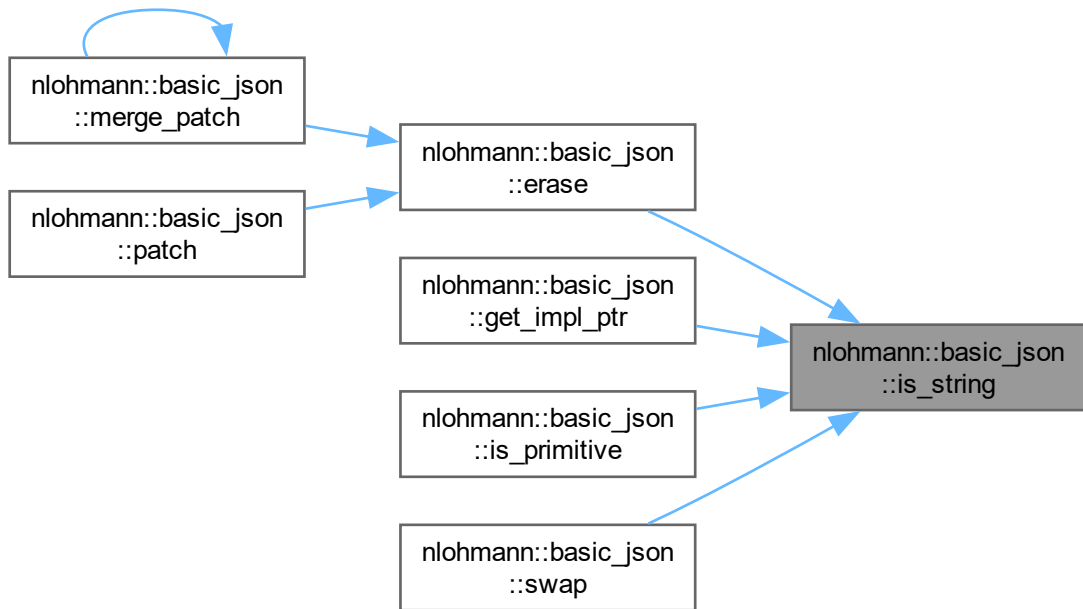 nlohmann::basic_json
::merge_patch
nlohmann::basic_json
::patch
nlohmann::basic_json
::erase
nlohmann::basic_json
::get_impl_ptr
nlohmann::basic_json
::is_primitive
nlohmann::basic_json
::swap
nlohmann::basic_json
::is_string